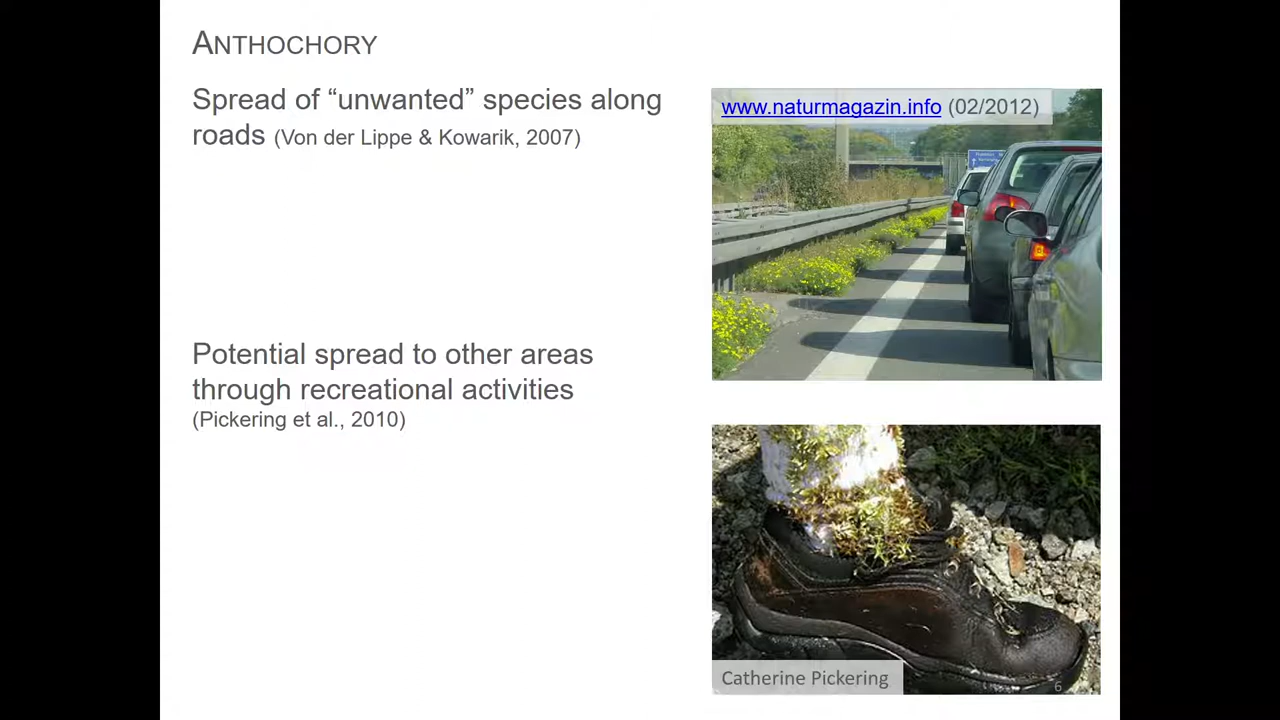 ANTHOCHORY
Spread of “unwanted” species along
roads (Von der Lippe & Kowarik, 2007)
www.naturmagazin.info (02/2012)
Potential spread to other areas
through recreational activities
(Pickering et al., 2010)
Catherine Pickering
6